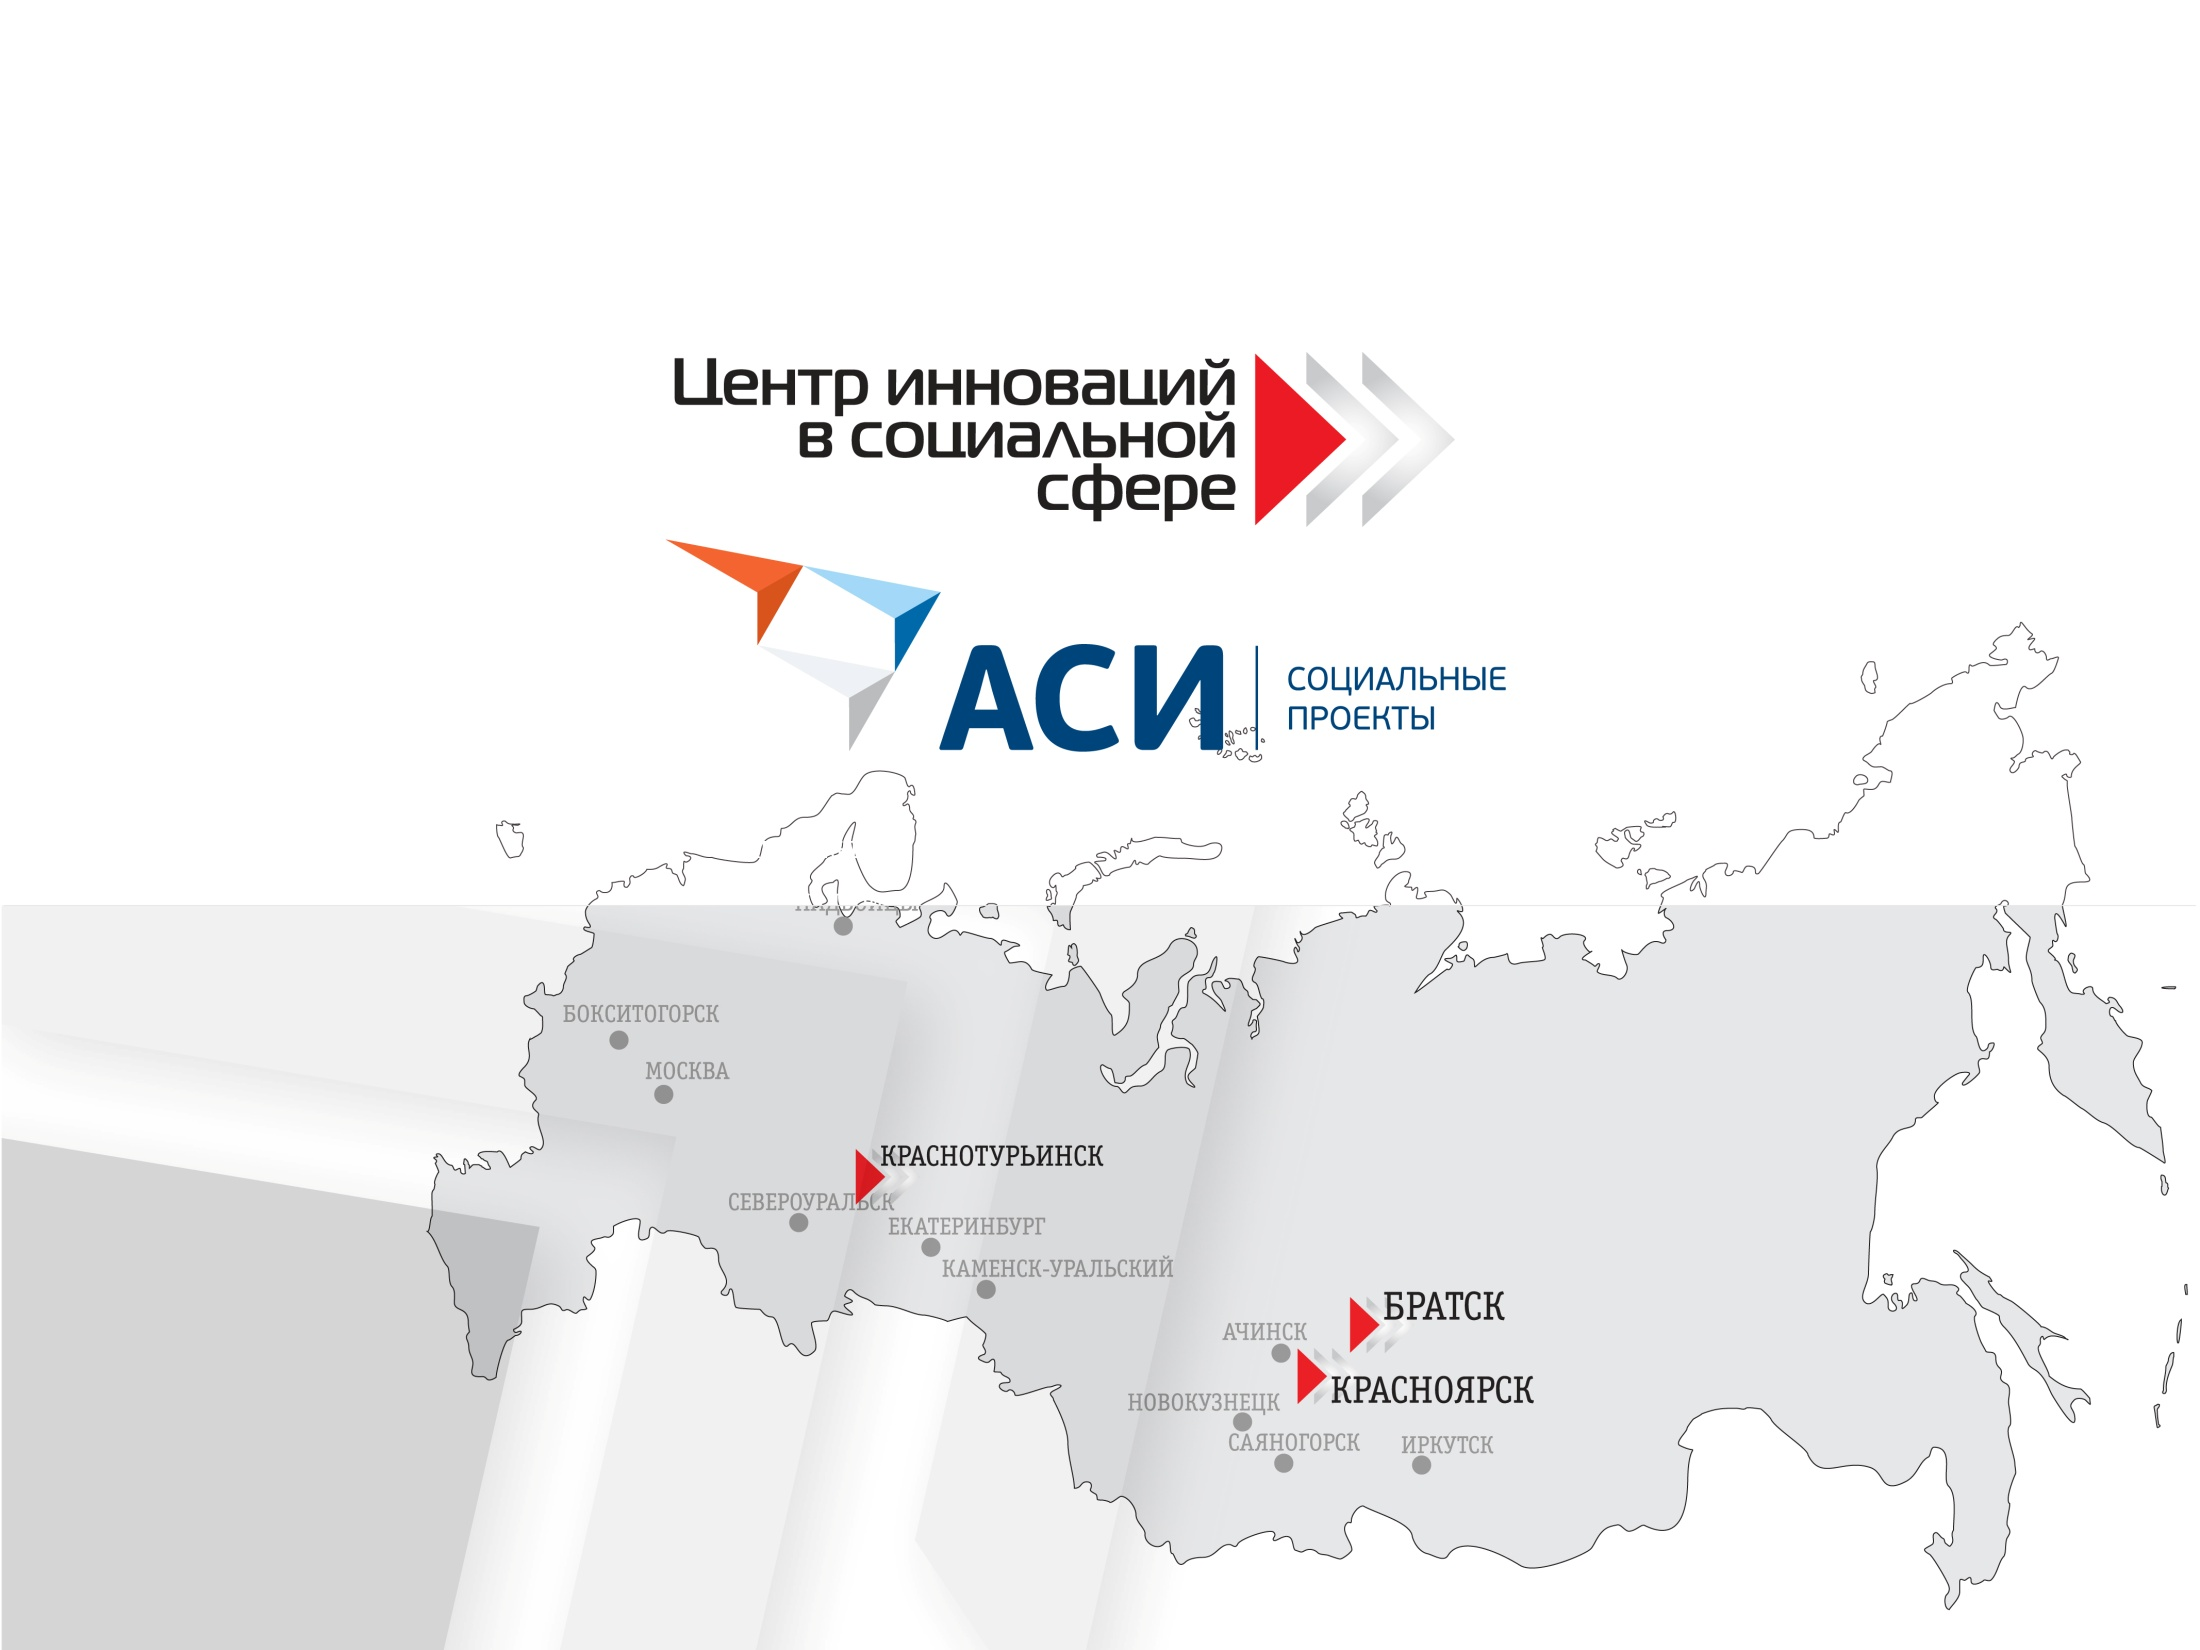 Центр инноваций
в социальной
сфере
АСИ
СОЦИАЛЬНЫЕ
ПРОЕКТЫ
БОКСИТОГОРСК
МОСКВА
КРАСНОТУРЬИНСК
СЕВЕРОУРАЛЬСК
ЕКАТЕРИНБУРГ
КАМЕНСК-УРАЛЬСКИЙ
БРАТСК
АЧИНСК
КРАСНОЯРСК
НОВОКУЗНЕЦК
САЯНОГОРСК
ИРКУТСК